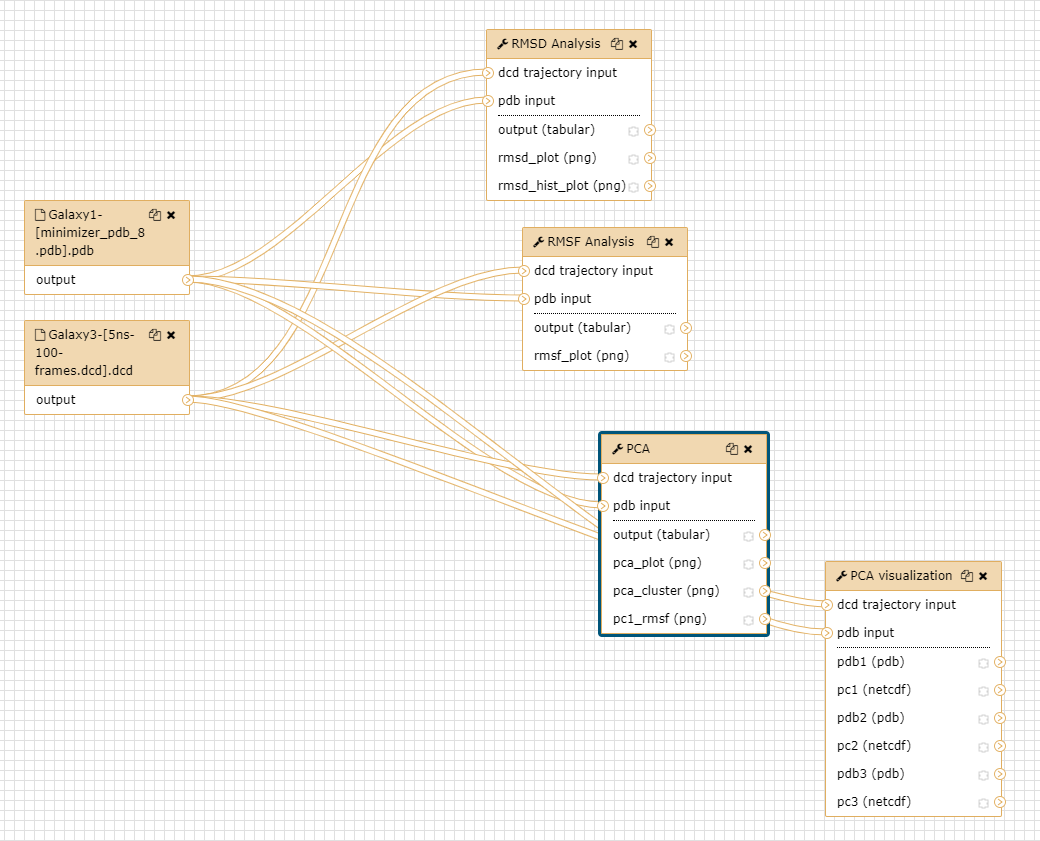 RMSD Analysis
dcd trajectory input
pdb input
output (tabular)
rmsd_plot (png)
rmsd_hist_plot (png)
Galaxy1-
[minimizer_pdb_8
.pdb].pdb
output
RMSF Analysis
dcd trajectory input
pdb input
output (tabular)
rmsf_plot (png)
Galaxy3-[5ns-
100-
frames.dcd].dcd
output
PCA
dcd trajectory input
pdb input
output (tabular)
pca_plot (png)
pca_cluster (png)
pc1_rmsf (png)
PCA visualization
dcd trajectory input
pdb input
pdb1 (pdb)
pc1 (netcdf)
pdb2 (pdb)
pc2 (netcdf)
pdb3 (pdb)
pc3 (netcdf)